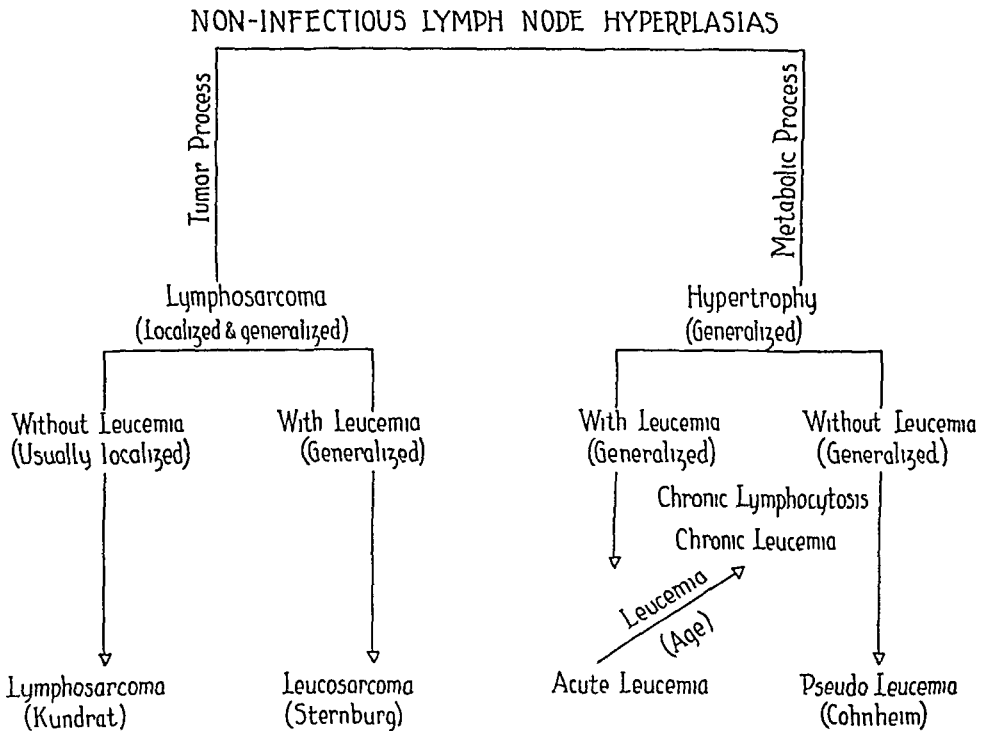 NON-INFECTIOUS LYMPH NODE HYPERPLASIAS
Tumor Process
Metabolic Process
Lymphosarcoma
(Localized & generalized)
Hypertrophy
(Generalized)
Without Leucemia
(Usually localized)
With Leucemia
(Generalized)
With Leucemia
(Generalized)
Without Leucemia
(Generalized)
Chronic Lymphocytosis
Chronic Leucemia
Leucemia
(Age)
Lymphosarcoma
(Kundrat)
Leucosarcoma
(Sternburg)
Acute Leucemia
Pseudo Leucemia
(Cohnheim)